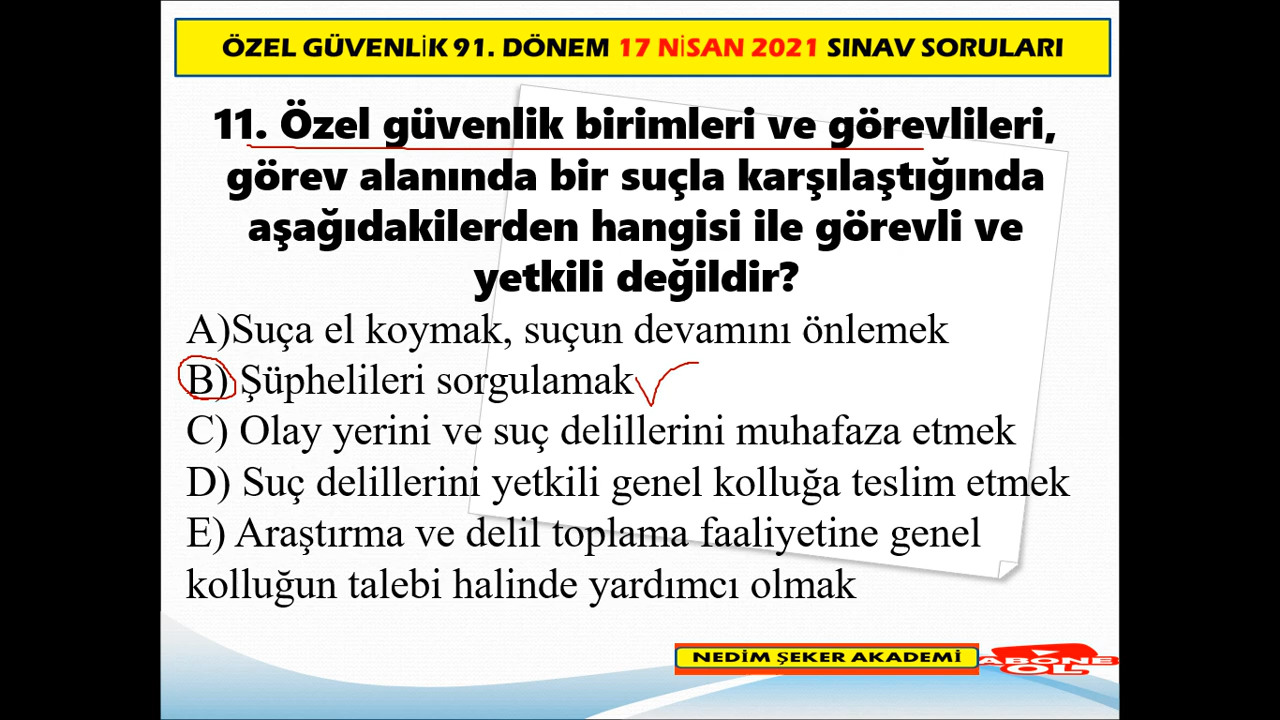 ÖZEL GÜVENLİK 91. DÖNEM 17 NİSAN 2021 SINAV SORULARI
11. Özel güvenlik birimleri ve görevlileri,
görev alanında bir suçla karşılaştığında
aşağıdakilerden hangisi ile görevli ve
yetkili değildir?
A)Suça el koymak, suçun devamını önlemek
B) Şüphelileri sorgulamak
C) Olay yerini ve suç delillerini muhafaza etmek
D) Suç delillerini yetkili genel kolluğa teslim etmek
E) Araştırma ve delil toplama faaliyetine genel
kolluğun talebi halinde yardımcı olmak
NEDİM ŞEKER AKADEMİ
ABONE
OL